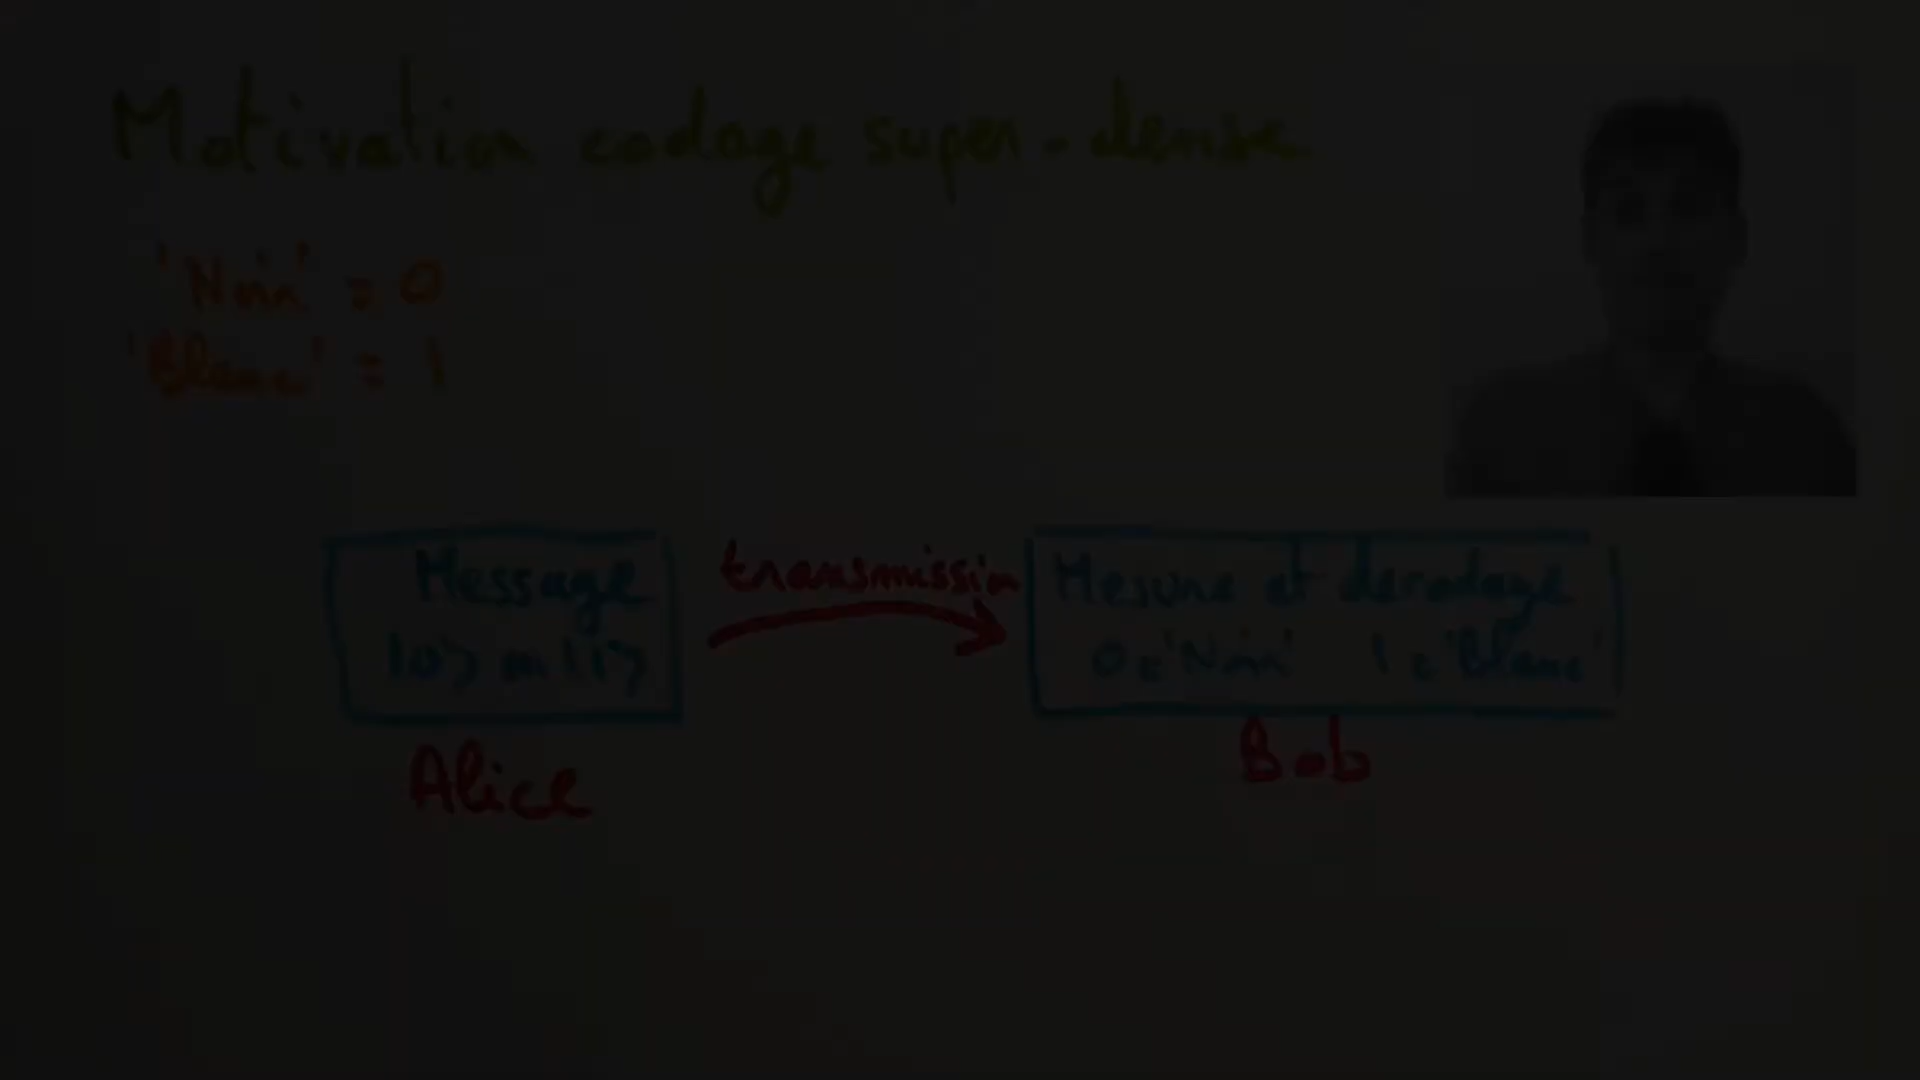 Motivation codage super-dense
'Noir' = 0
'Blanc' = 1
Message
|0> ou |1>
transmission
Mesure et decodage
0 = 'Noir' 1 = 'Blanc'
Alice
Bob